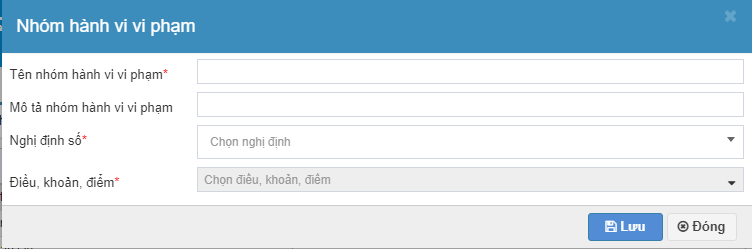 Nhóm hành vi vi phạm
Tên nhóm hành vi vi phạm*
Mô tả nhóm hành vi vi phạm
Nghị định số*
Chọn nghị định
Điều, khoản, điểm*
Chọn điều, khoản, điểm
Lưu
Đóng